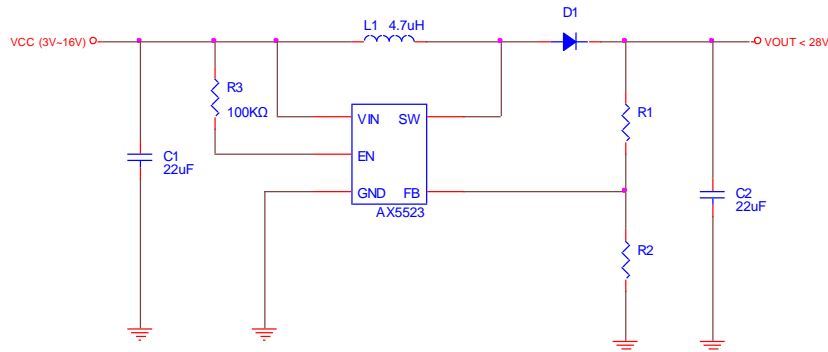 D1
L1 4.7uH
VCC (3V~16V)
VOUT < 28V
R3
100KΩ
R1
VIN SW
C1
22uF
EN
GND FB
C2
22uF
AX5523
R2